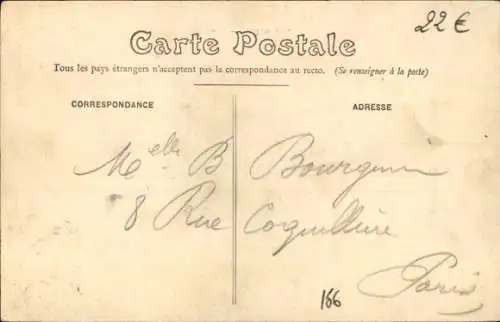 22 €
Carte Postale
Tous les pays étrangers n'acceptent pas la correspondance au recto. (Se renseigner à la poste)
CORRESPONDANCE
ADRESSE
Melle B
8 Rue Coquillière
Paris
166